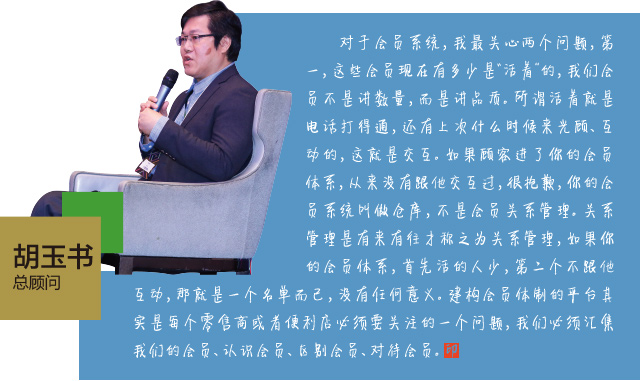 对于会员系统,我最关心两个问题,第
一,这些会员现在有多少是“活着”的,我们会
员不是讲数量,而是讲品质。所谓活着就是
电话打得通,还有上次什么时候来光顾、互
动的,这就是交互。如果顾客进了你的会员
体系,从来没有跟他交互过,很抱歉,你的会
员系统叫做仓库,不是会员关系管理。关系
管理是有来有往才称之为关系管理,如果你
的会员体系,首先活的人少,第二个不跟他
互动,那就是一个名单而已,没有任何意义。建构会员体制的平台其
实是每个零售商或者便利店必须要关注的一个问题,我们必须汇集
我们的会员、认识会员、区别会员、对待会员。印
胡玉书
总顾问